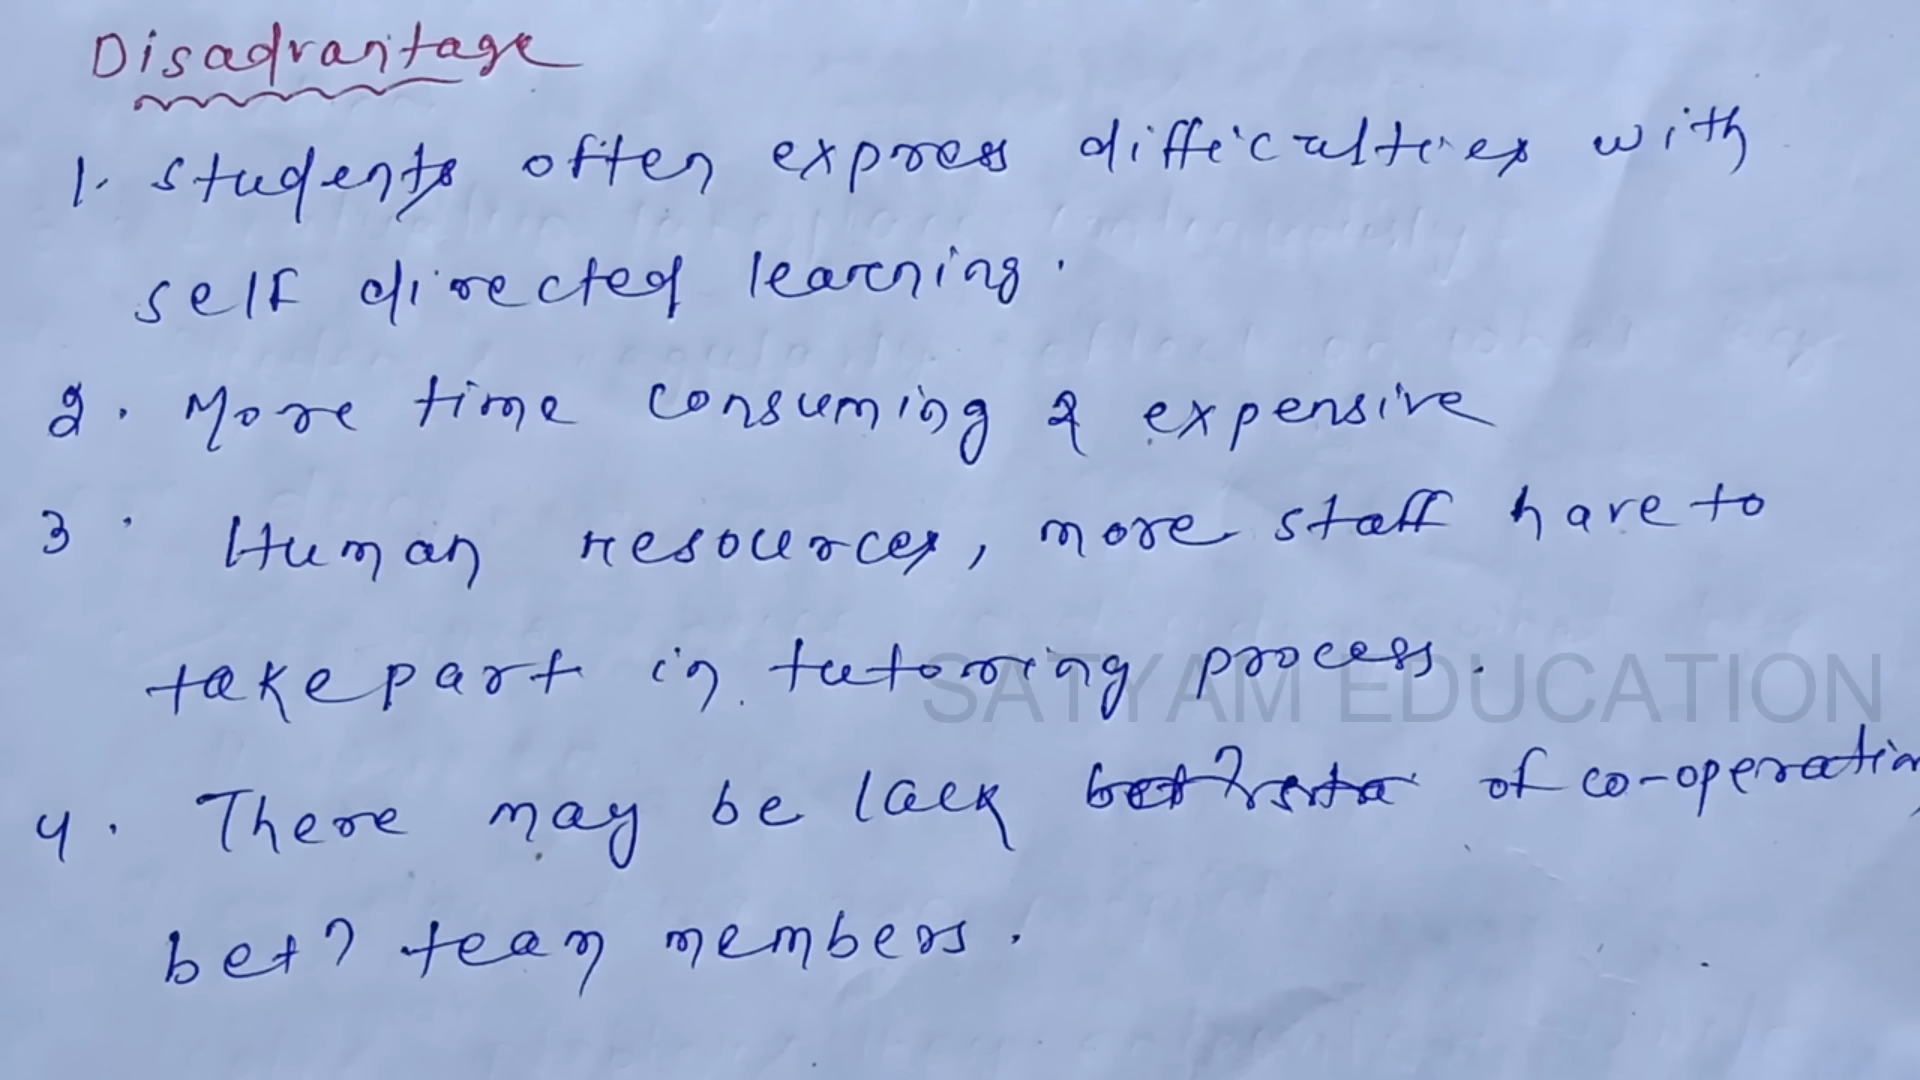 Disadvantage
1. Students often express difficulties with
self directed learning.
2. More time consuming & expensive
3. Human resources, more staff have to
take part in tutoring process.
SATYAM EDUCATION
4. There may be lack of co-operation
betn team members.